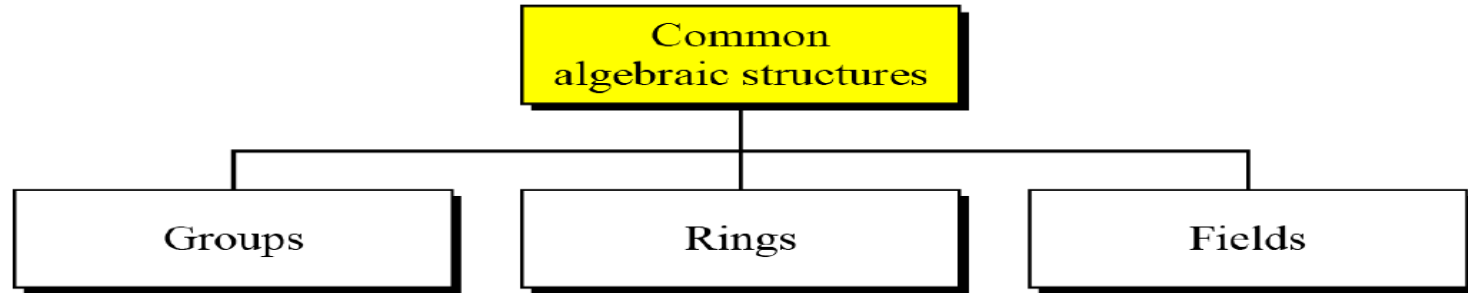 Common
algebraic structures
Groups
Rings
Fields